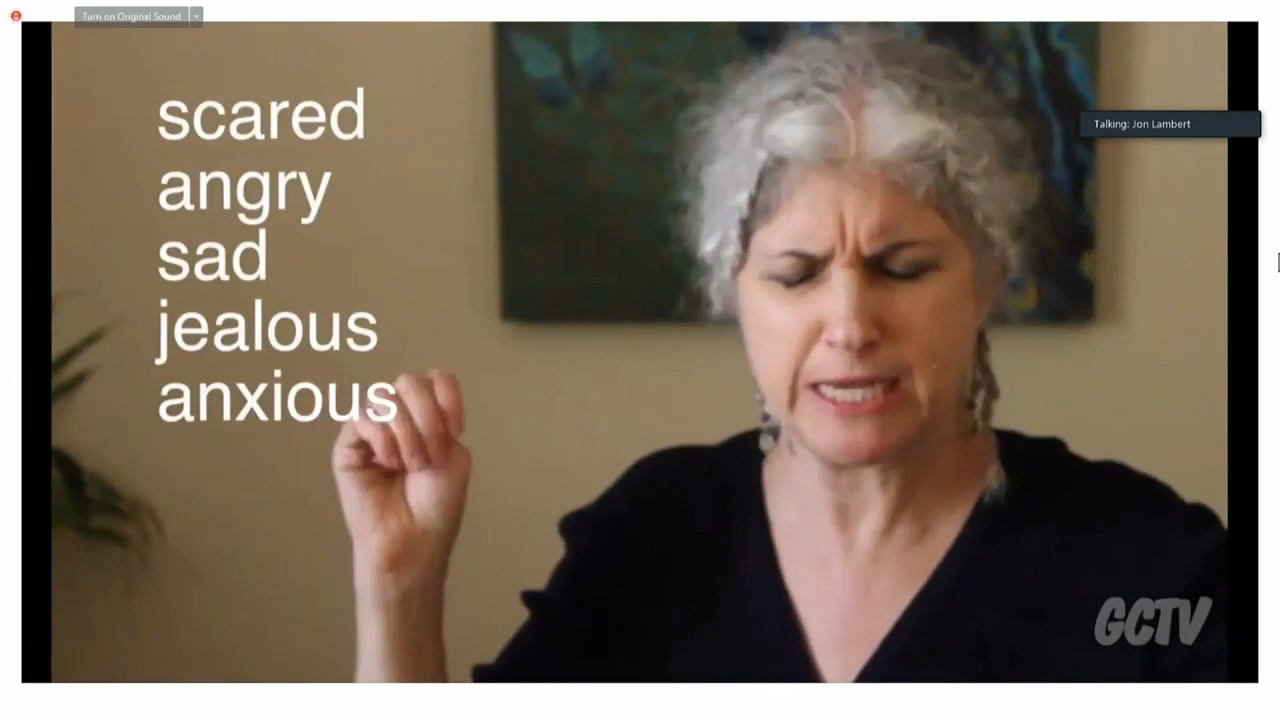 Turn on Original Sound
scared
angry
sad
jealous
anxious
Talking: Jon Lambert
GCTV